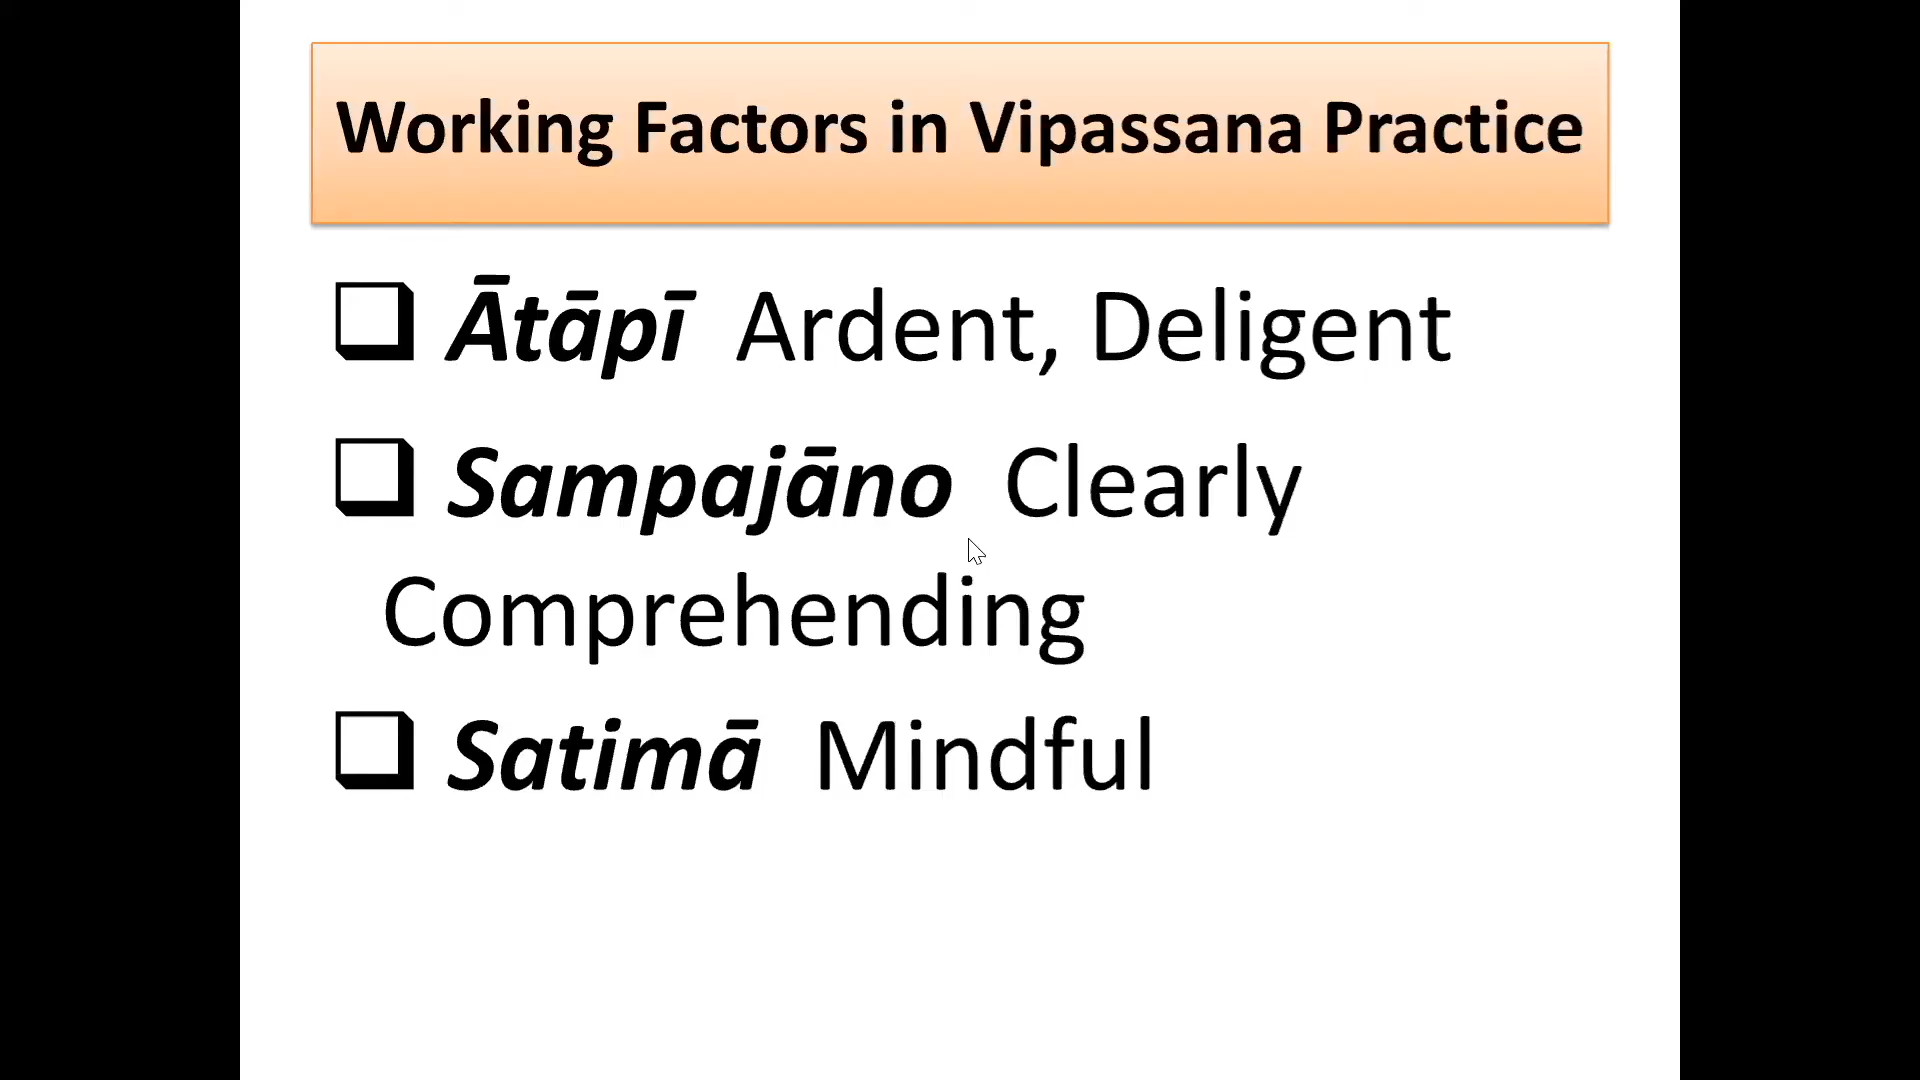 Working Factors in Vipassana Practice
Ātāpī Ardent, Deligent
Sampajāno Clearly
Comprehending
Satimā Mindful